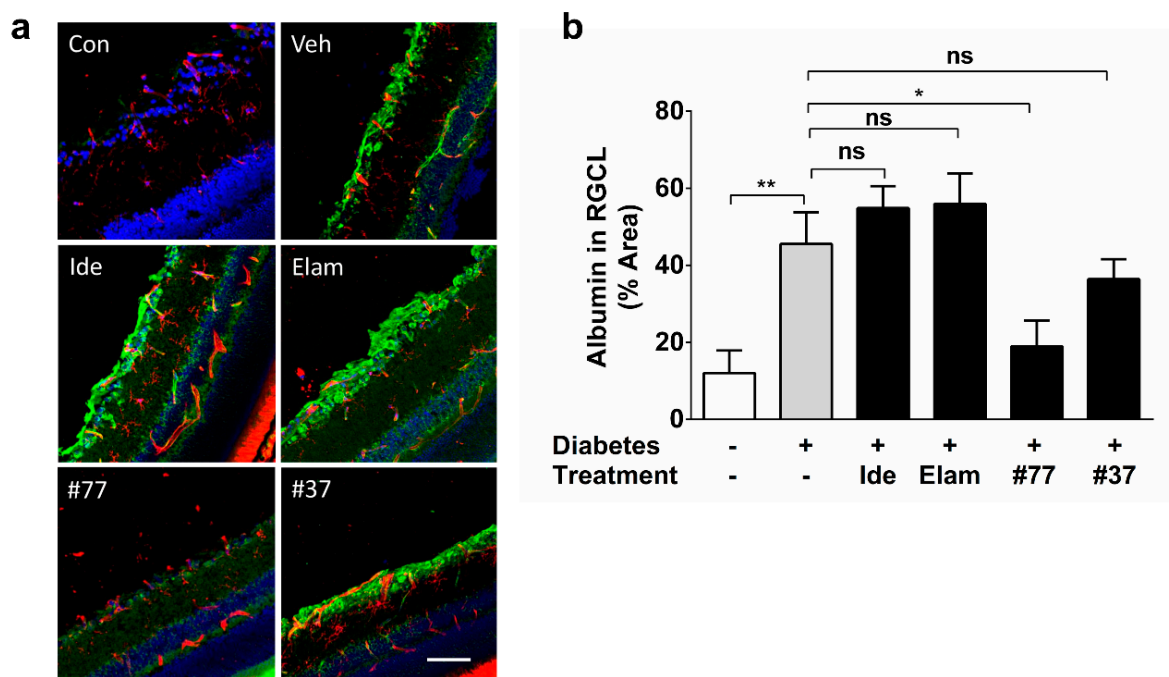 a
Con
Veh
Ide
Elam
#77
#37
b
ns
*
ns
ns
**
Albumin in RGCL
(% Area)
80
60
40
20
0
Diabetes - + + + + +
Treatment - - Ide Elam #77 #37